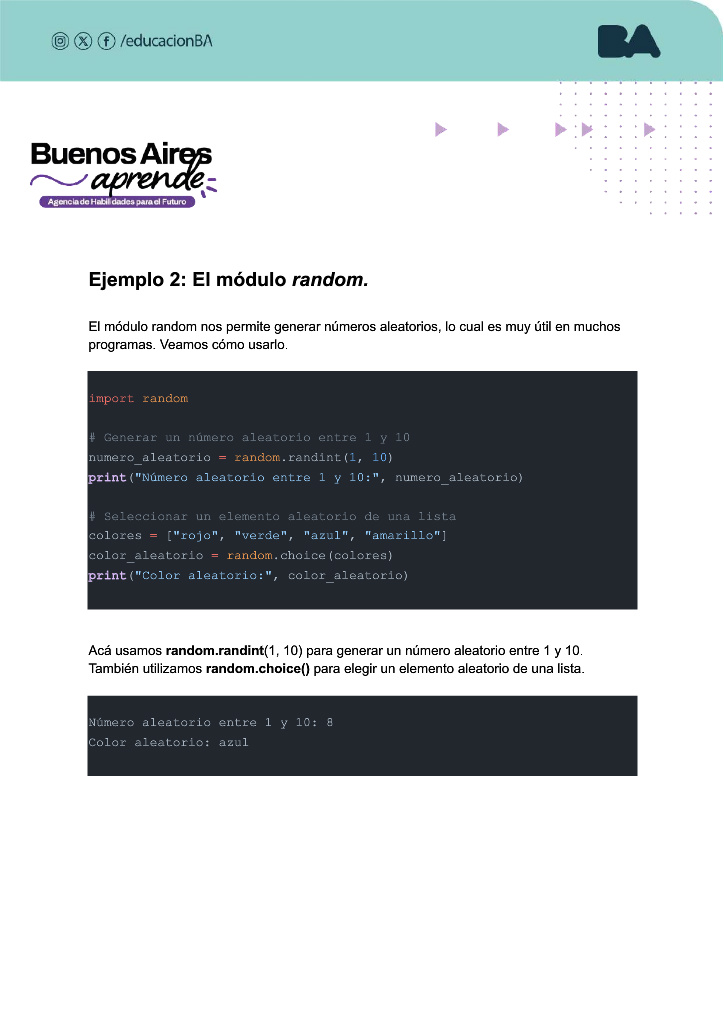 /educacionBA
BA
Buenos Aires
aprende
Agencia de Habilidades para el Futuro
Ejemplo 2: El módulo random.
El módulo random nos permite generar números aleatorios, lo cual es muy útil en muchos
programas. Veamos cómo usarlo.
import random
# Generar un número aleatorio entre 1 y 10
numero_aleatorio = random.randint(1, 10)
print("Número aleatorio entre 1 y 10:", numero_aleatorio)
# Seleccionar un elemento aleatorio de una lista
colores = ["rojo", "verde", "azul", "amarillo"]
color_aleatorio = random.choice(colores)
print("Color aleatorio:", color_aleatorio)
Acá usamos random.randint(1, 10) para generar un número aleatorio entre 1 y 10.
También utilizamos random.choice() para elegir un elemento aleatorio de una lista.
Número aleatorio entre 1 y 10: 8
Color aleatorio: azul